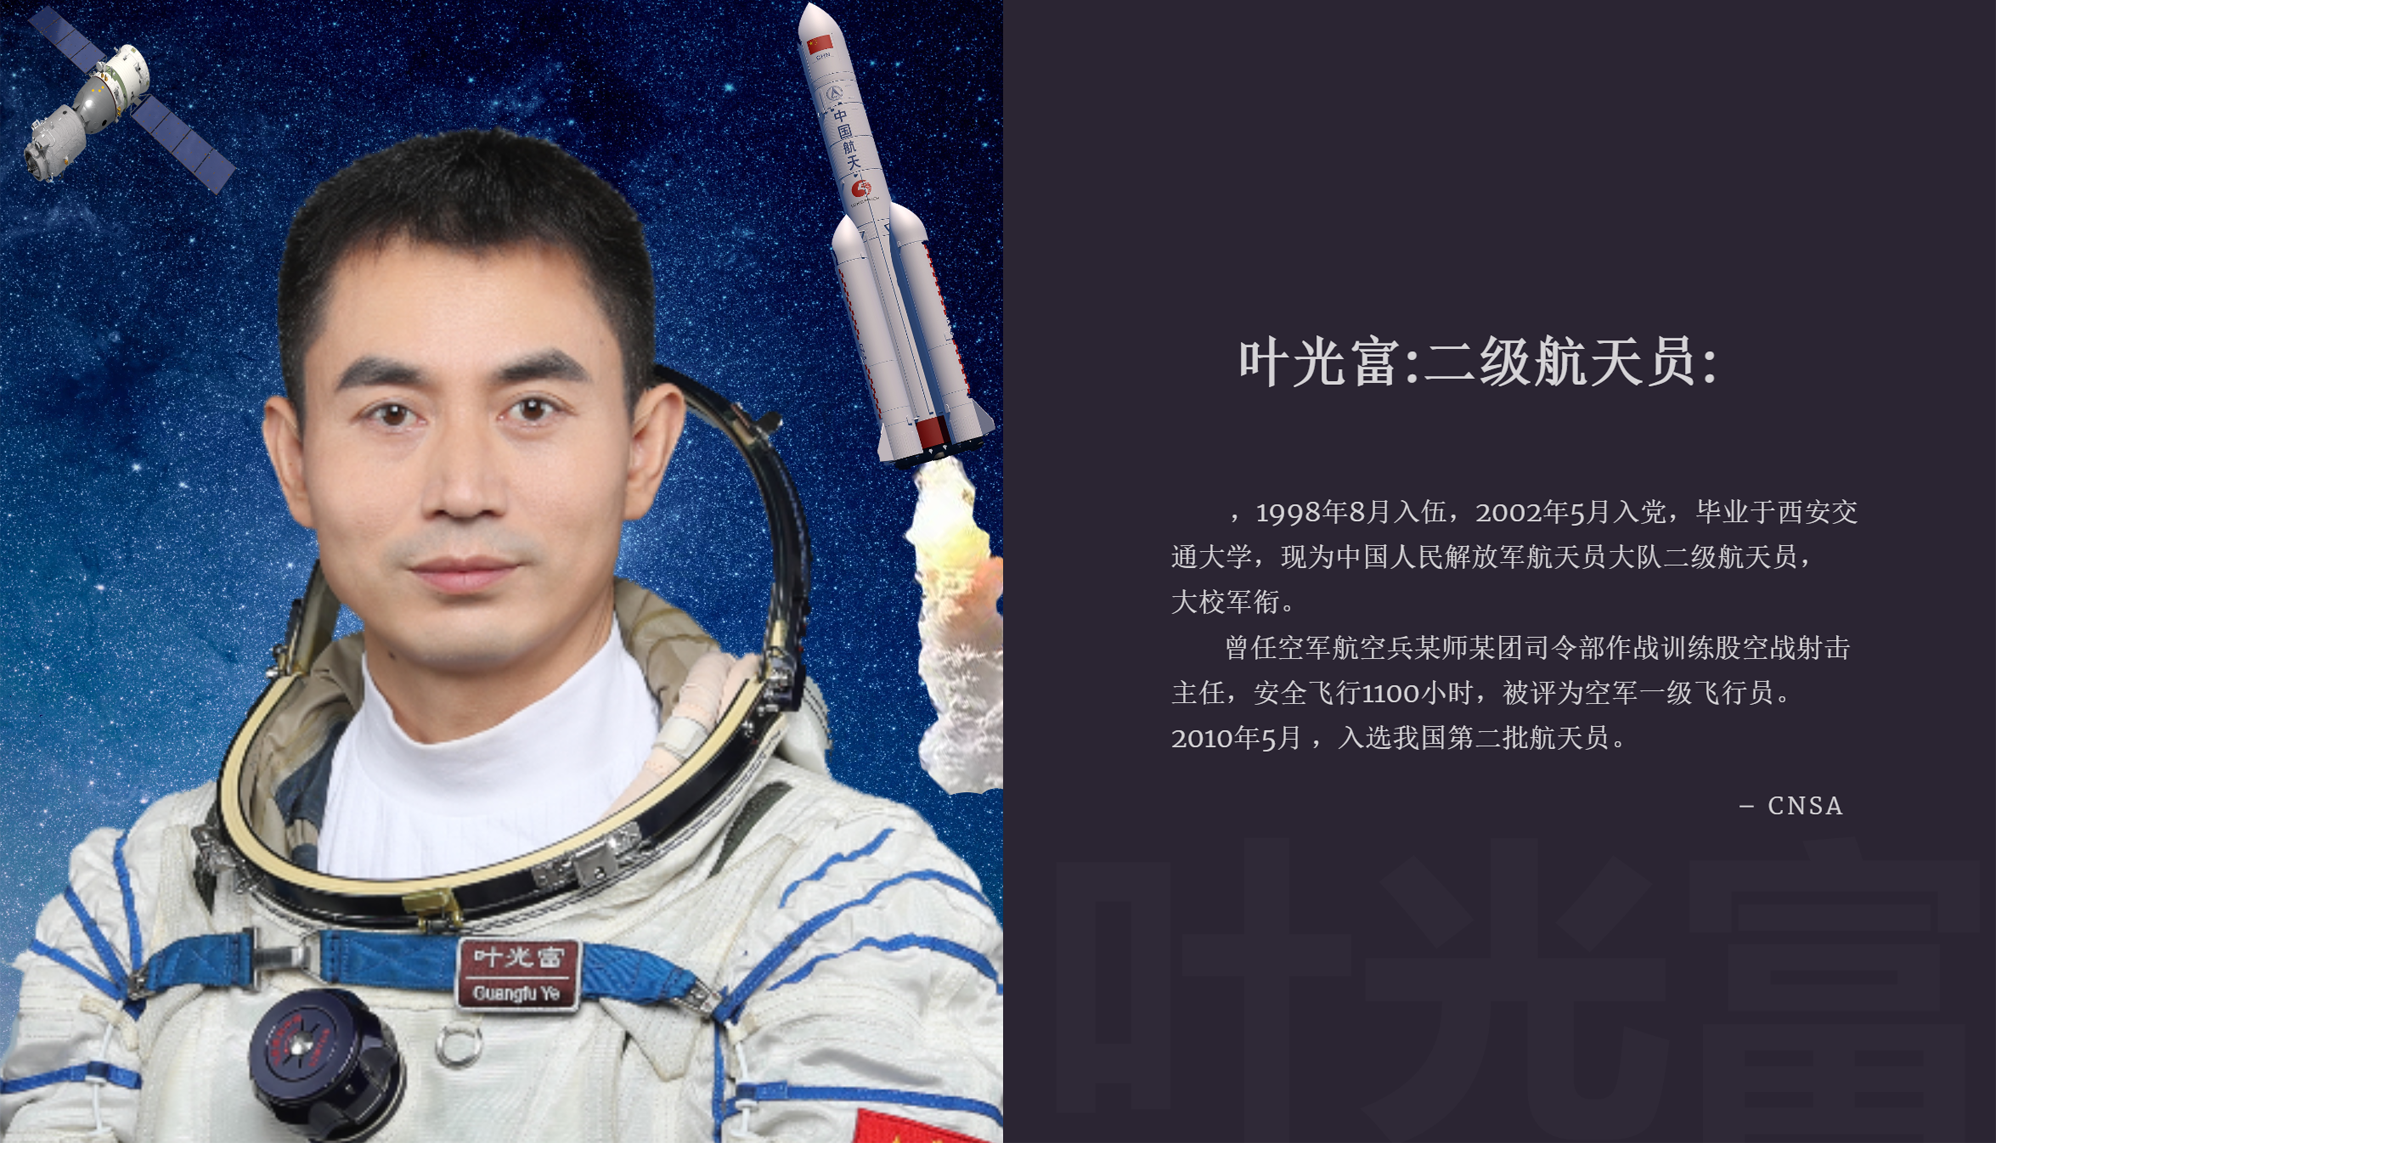 中国航天
叶光富
Guangfu Ye
叶光富:二级航天员:
，1998年8月入伍，2002年5月入党，毕业于西安交
通大学，现为中国人民解放军航天员大队二级航天员，
大校军衔。
曾任空军航空兵某师某团司令部作战训练股空战射击
主任，安全飞行1100小时，被评为空军一级飞行员。
2010年5月 ，入选我国第二批航天员。
– CNSA
叶光富